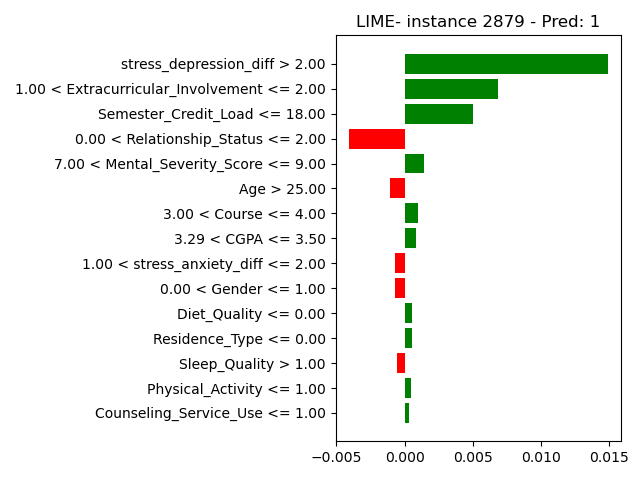 LIME- instance 2879 - Pred: 1
stress_depression_diff > 2.00
1.00 < Extracurricular_Involvement <= 2.00
Semester_Credit_Load <= 18.00
0.00 < Relationship_Status <= 2.00
7.00 < Mental_Severity_Score <= 9.00
Age > 25.00
3.00 < Course <= 4.00
3.29 < CGPA <= 3.50
1.00 < stress_anxiety_diff <= 2.00
0.00 < Gender <= 1.00
Diet_Quality <= 0.00
Residence_Type <= 0.00
Sleep_Quality > 1.00
Physical_Activity <= 1.00
Counseling_Service_Use <= 1.00
−0.005 0.000 0.005 0.010 0.015